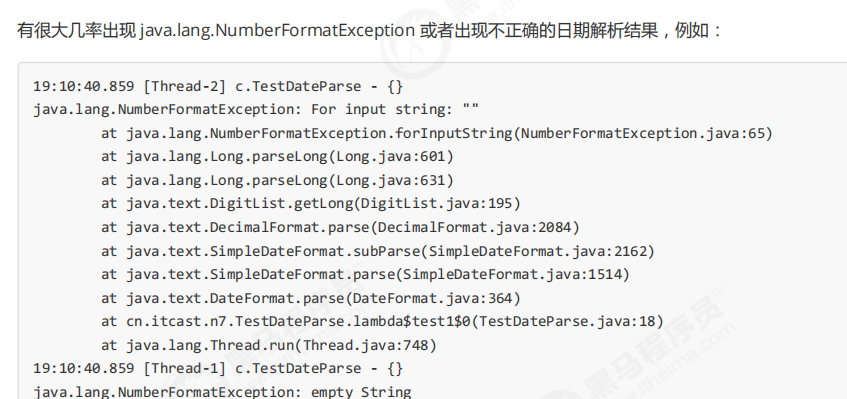 有很大几率出现 java.lang.NumberFormatException 或者出现不正确的日期解析结果，例如：
19:10:40.859 [Thread-2] c.TestDateParse - {}
java.lang.NumberFormatException: For input string: ""
at java.lang.NumberFormatException.forInputString(NumberFormatException.java:65)
at java.lang.Long.parseLong(Long.java:601)
at java.lang.Long.parseLong(Long.java:631)
at java.text.DigitList.getLong(DigitList.java:195)
at java.text.DecimalFormat.parse(DecimalFormat.java:2084)
at java.text.SimpleDateFormat.subParse(SimpleDateFormat.java:2162)
at java.text.SimpleDateFormat.parse(SimpleDateFormat.java:1514)
at java.text.DateFormat.parse(DateFormat.java:364)
at cn.itcast.n7.TestDateParse.lambda$test1$0(TestDateParse.java:18)
at java.lang.Thread.run(Thread.java:748)
19:10:40.859 [Thread-1] c.TestDateParse - {}
java.lang.NumberFormatException: empty String
黑马程序员
www.itheima.com